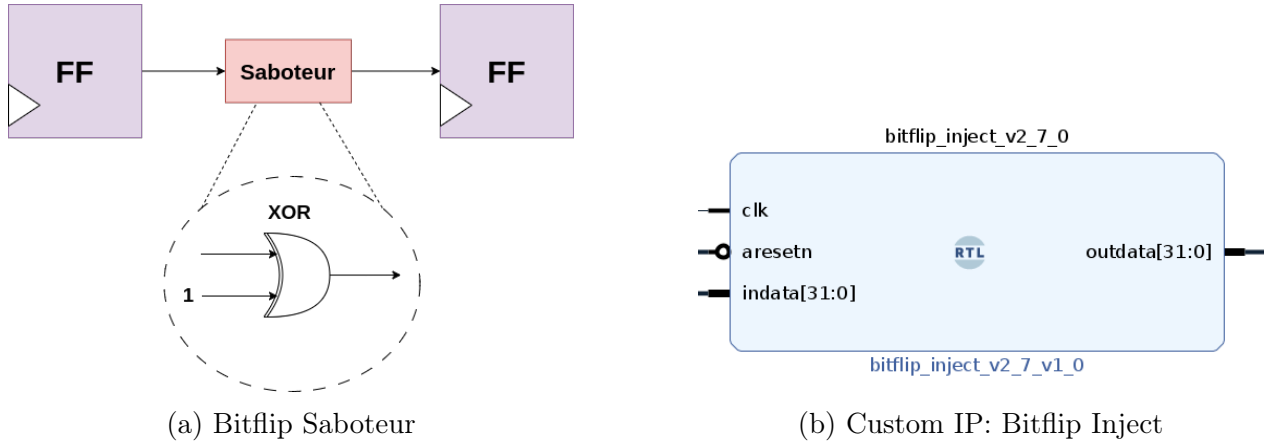 FF
Saboteur
FF
XOR
1
(a) Bitflip Saboteur
bitflip_inject_v2_7_0
clk
aresetn
indata[31:0]
RTL
outdata[31:0]
bitflip_inject_v2_7_v1_0
(b) Custom IP: Bitflip Inject